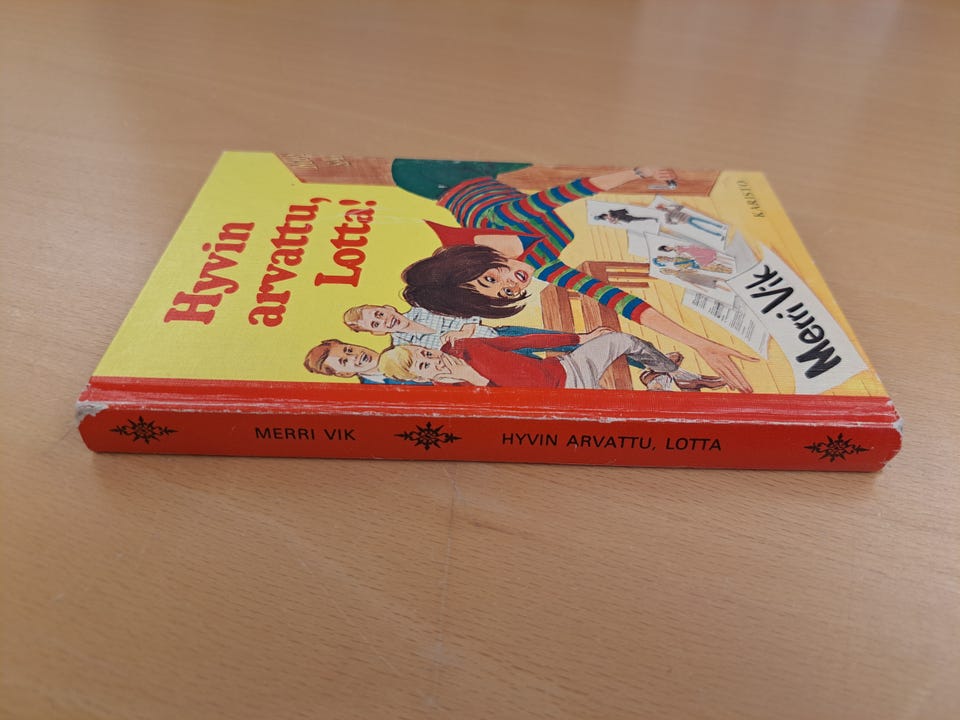 Hyvin
arvattu,
Lotta!
KARISTO
Merri Vik
MERRI VIK
HYVIN ARVATTU, LOTTA